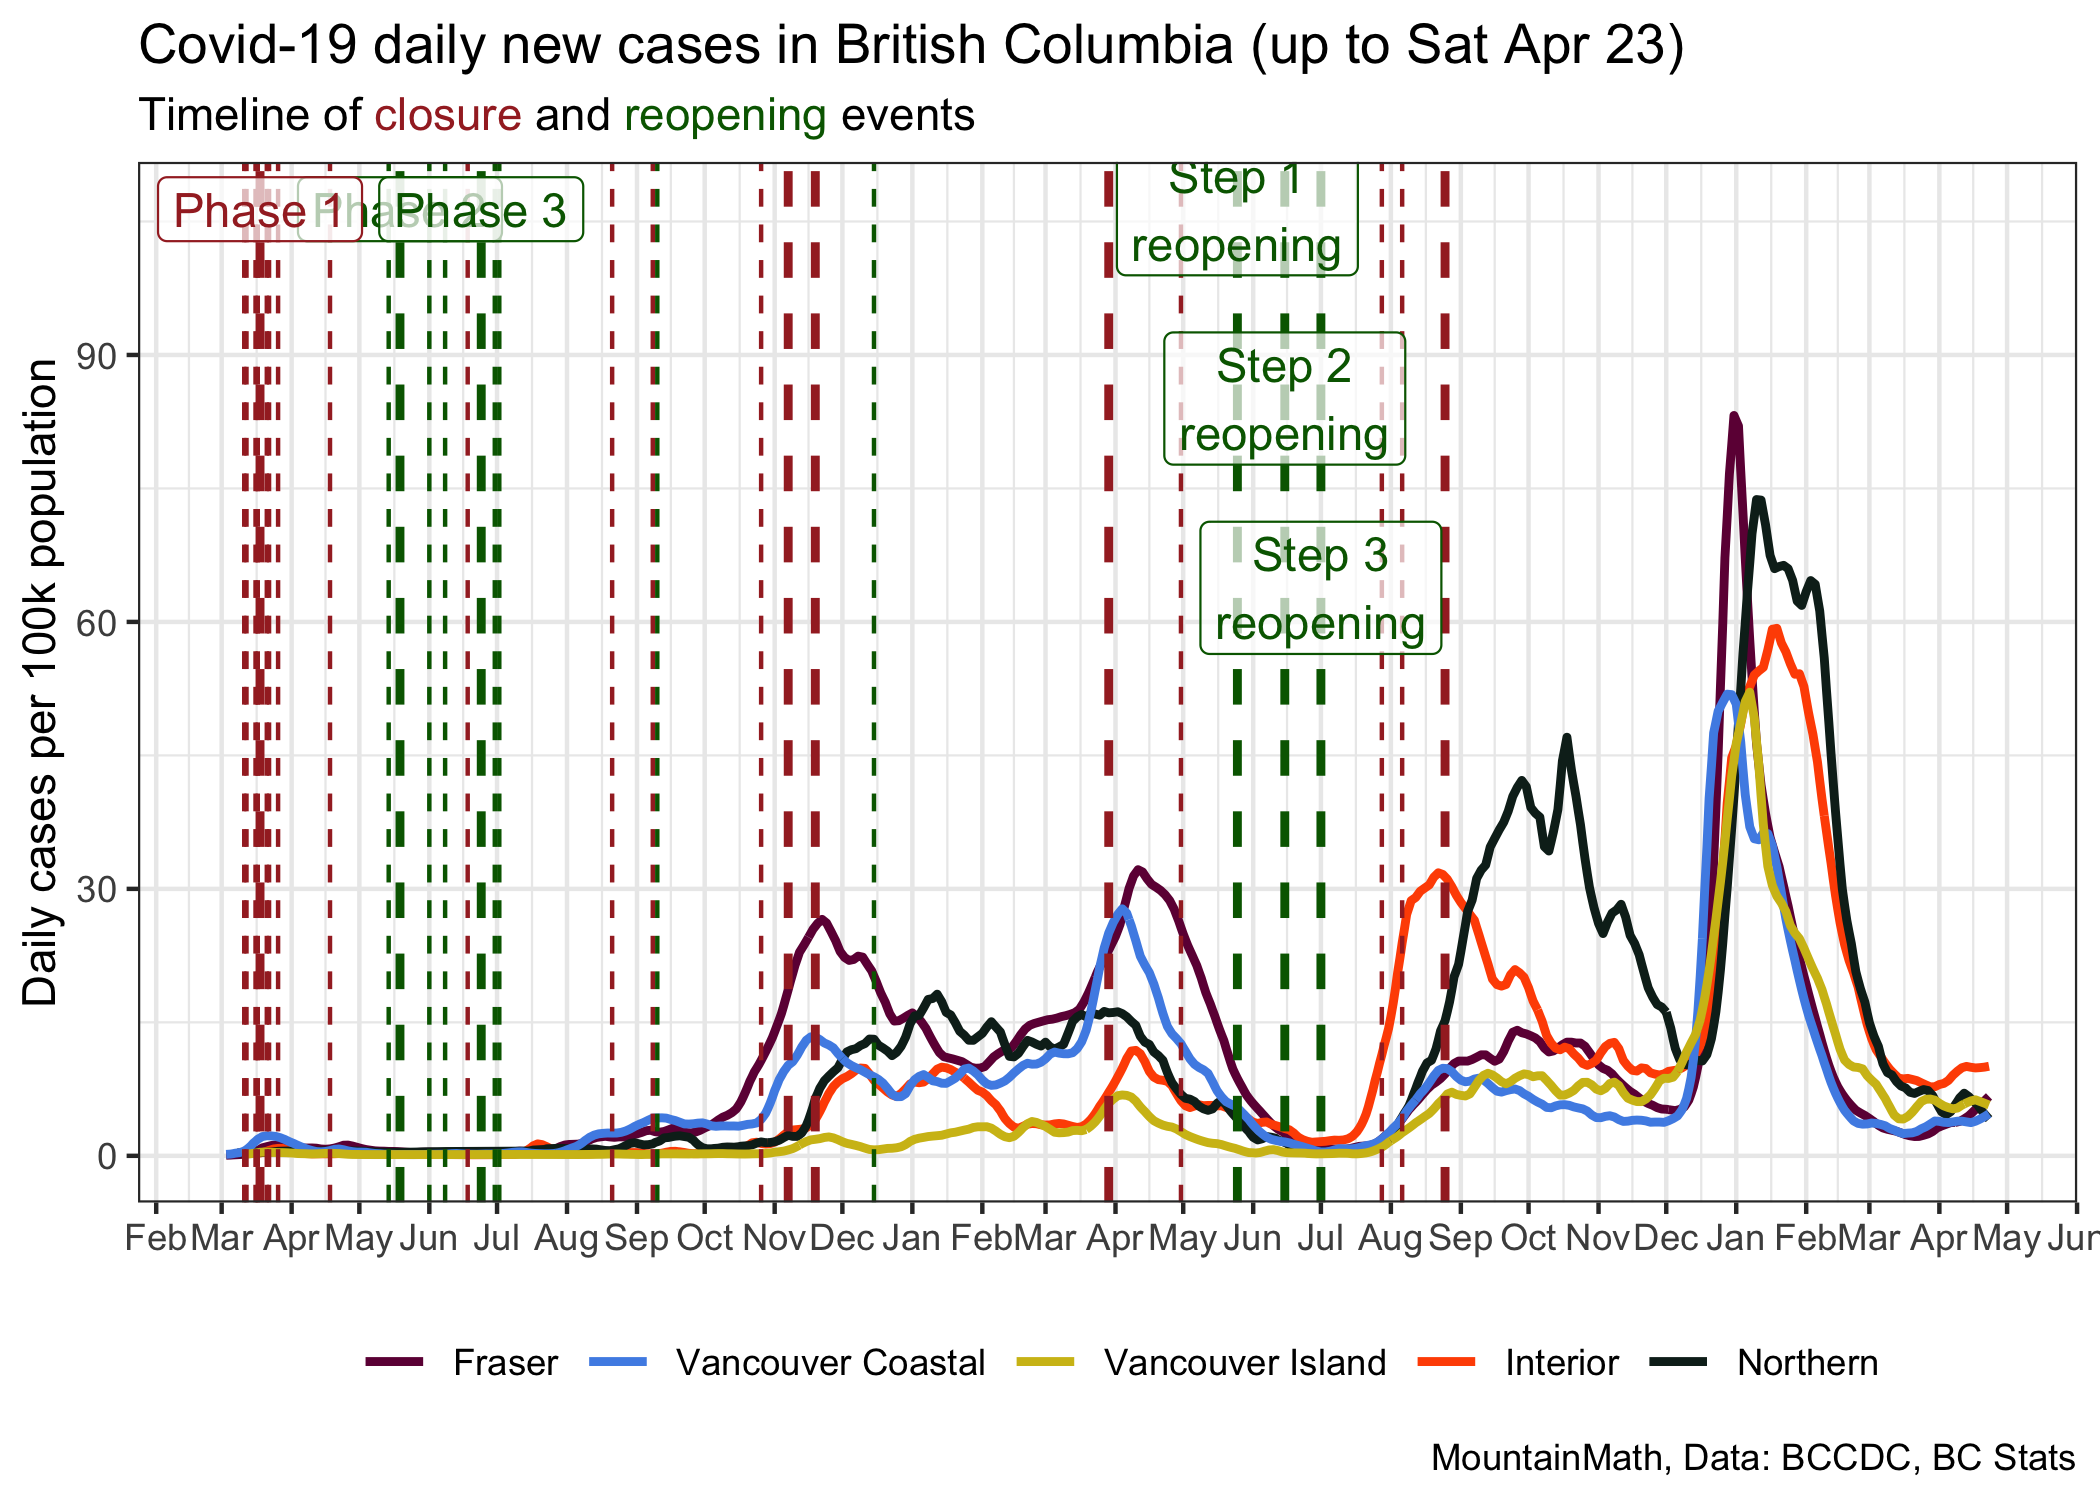 Covid-19 daily new cases in British Columbia (up to Sat Apr 23)
Timeline of closure and reopening events
Phase 1
Phase 2
Phase 3
Step 1
reopening
Step 2
reopening
Step 3
reopening
Daily cases per 100k population
90
60
30
0
Feb Mar Apr May Jun Jul Aug Sep Oct Nov Dec Jan Feb Mar Apr May Jun Jul Aug Sep Oct Nov Dec Jan Feb Mar Apr May Jun
Fraser Vancouver Coastal Vancouver Island Interior Northern
MountainMath, Data: BCCDC, BC Stats